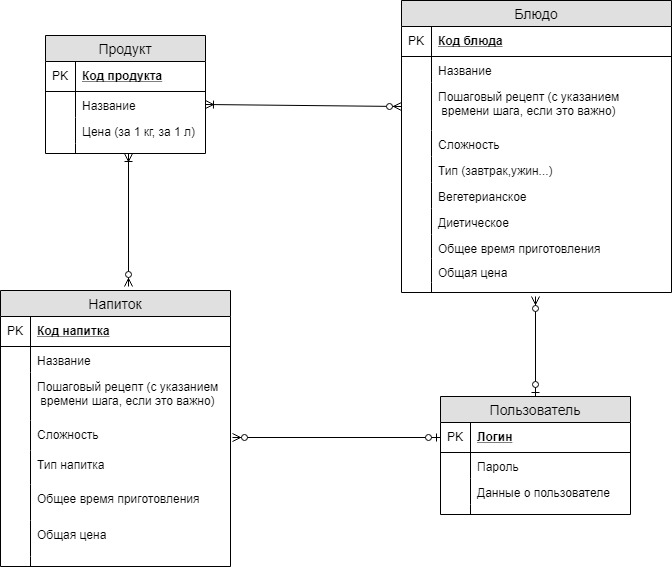 Продукт
PK Код продукта
Название
Цена (за 1 кг, за 1 л)
Блюдо
PK Код блюда
Название
Пошаговый рецепт (с указанием
времени шага, если это важно)
Сложность
Тип (завтрак,ужин...)
Вегетерианское
Диетическое
Общее время приготовления
Общая цена
Напиток
PK Код напитка
Название
Пошаговый рецепт (с указанием
времени шага, если это важно)
Сложность
Тип напитка
Общее время приготовления
Общая цена
Пользователь
PK Логин
Пароль
Данные о пользователе